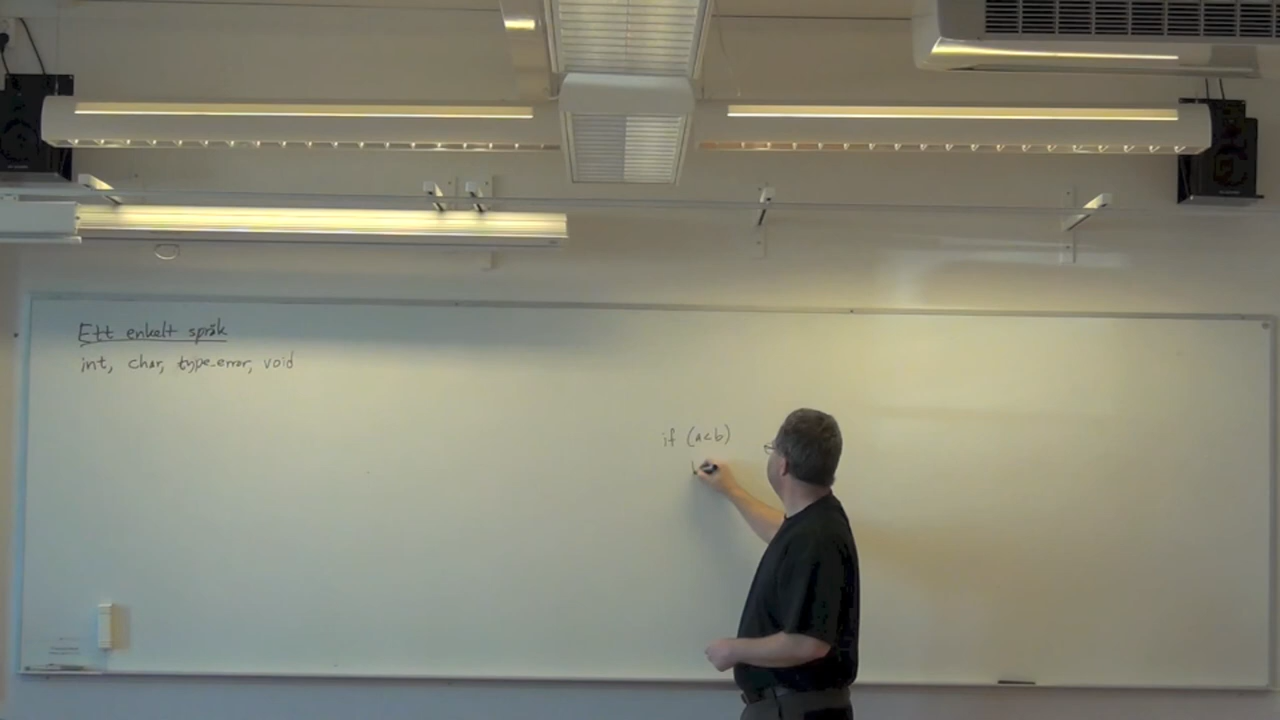 Ett enkelt språk
int, char, type_error, void
if (a<b)